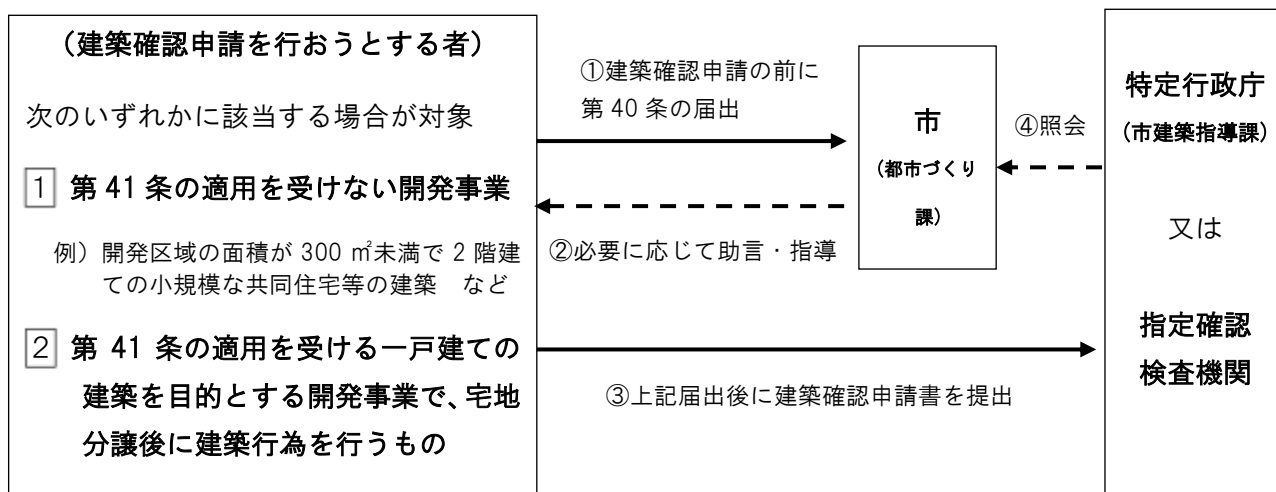 (建築確認申請を行おうとする者)
次のいずれかに該当する場合が対象
1 第 41 条の適用を受けない開発事業
例)開発区域の面積が 300 ㎡未満で 2 階建
ての小規模な共同住宅等の建築 など
2 第 41 条の適用を受ける一戸建ての
建築を目的とする開発事業で、宅地
分譲後に建築行為を行うもの
①建築確認申請の前に
第 40 条の届出
②必要に応じて助言・指導
③上記届出後に建築確認申請書を提出
市
(都市づくり
課)
④照会
特定行政庁
(市建築指導課)
又は
指定確認
検査機関